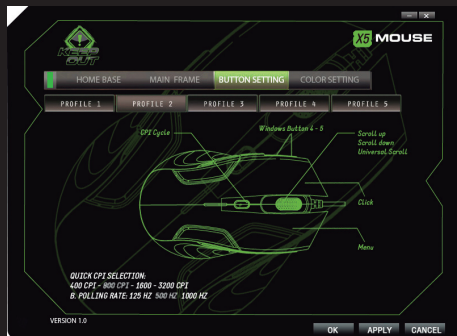 KEEP
OUT
X5 MOUSE
HOME BASE MAIN FRAME BUTTON SETTING COLOR SETTING
PROFILE 1 PROFILE 2 PROFILE 3 PROFILE 4 PROFILE 5
CPI Cycle
Windows Button 4 - 5
Scroll up
Scroll down
Universal Scroll
Click
Menu
QUICK CPI SELECTION:
400 CPI - 800 CPI - 1600 - 3200 CPI
B. POLLING RATE: 125 HZ 500 HZ 1000 HZ
VERSION 1.0
OK APPLY CANCEL